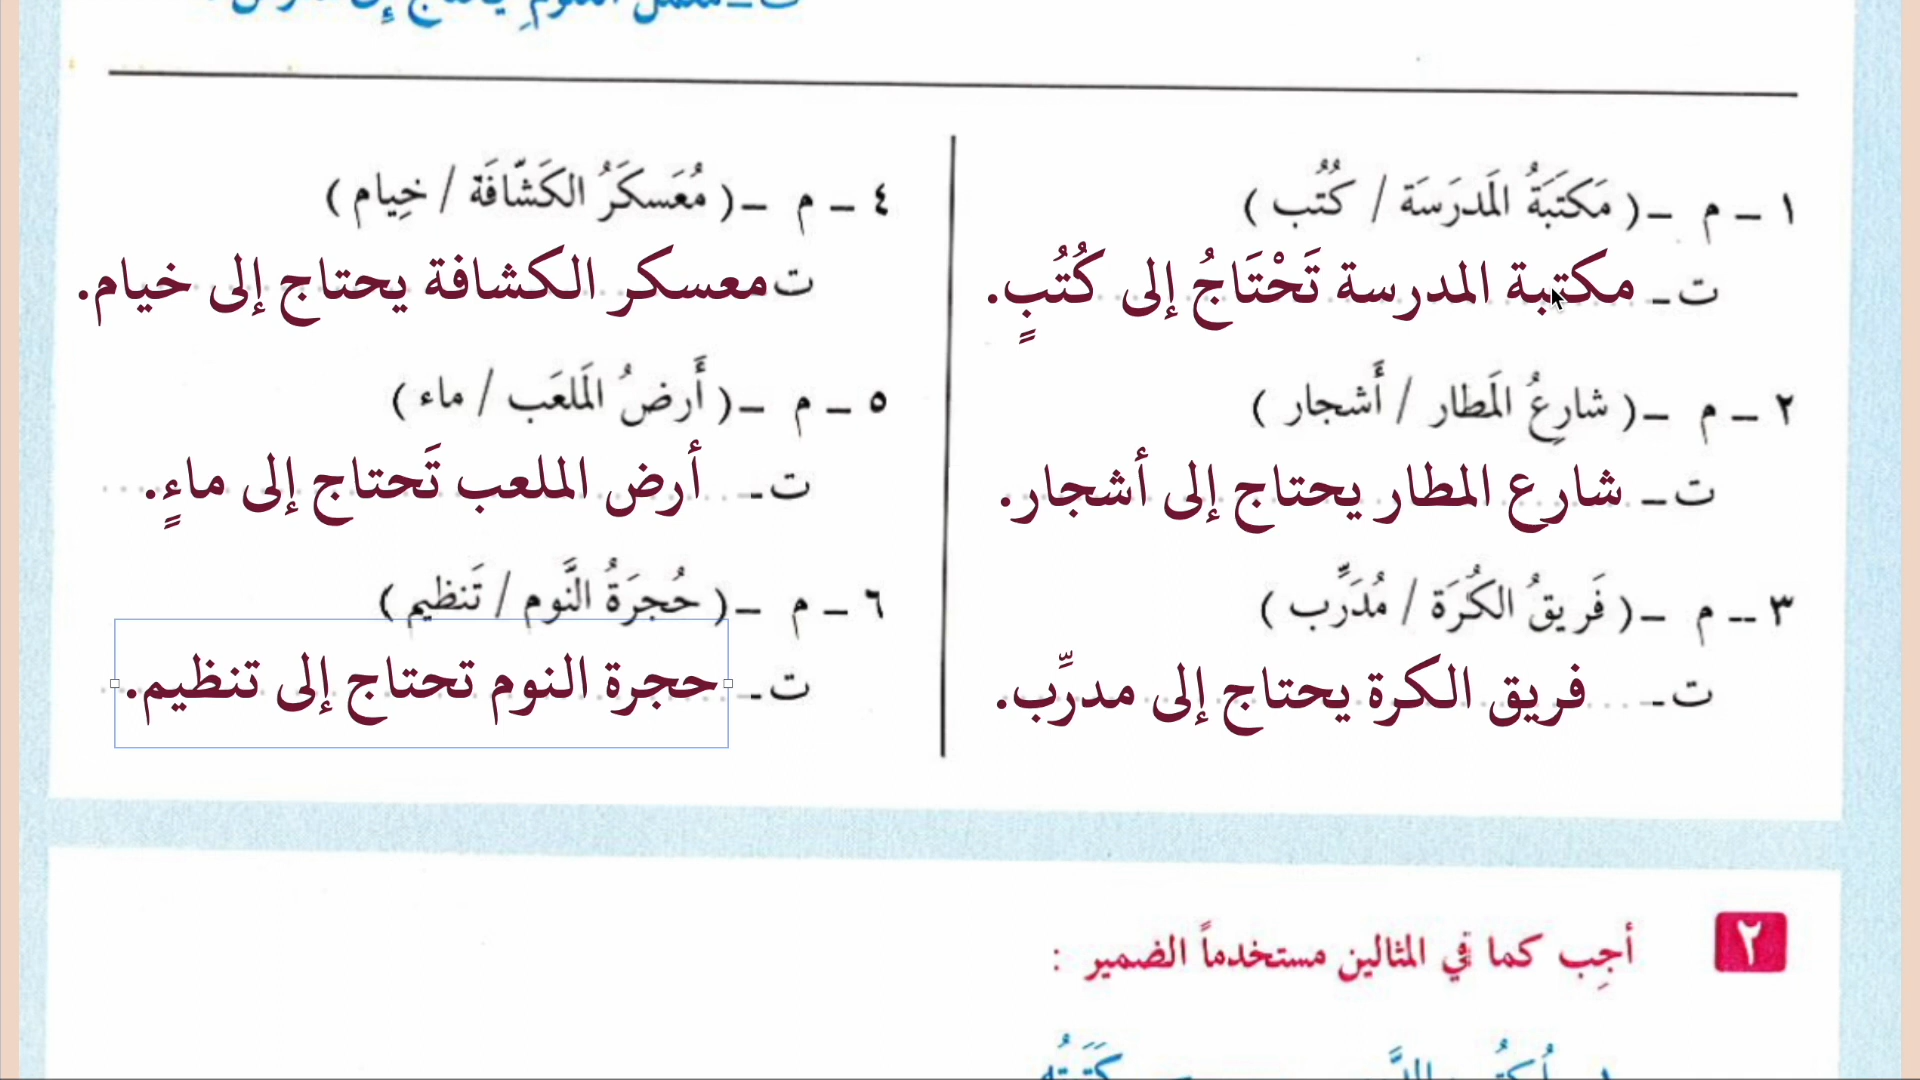 ١ – م – ( مَكتَبَةُ المَدرَسَة / كُتُب )
ت – مكتبة المدرسة تَحْتَاجُ إلى كُتُبٍ.
٢ – م – ( شارِعُ المَطار / أَشجار )
ت – شارع المطار يحتاج إلى أشجار.
٣ – م – ( فَريقُ الكُرَة / مُدَرِّب )
ت – فريق الكرة يحتاج إلى مدرِّب.
٤ – م – ( مُعَسكَرُ الكَشّافَة / خِيام )
ت معسكر الكشافة يحتاج إلى خيام.
٥ – م – ( أَرضُ المَلعَب / ماء )
ت – أرض الملعب تَحتاج إلى ماءٍ.
٦ – م – ( حُجرَةُ النَّوم / تَنظيم )
ت – حجرة النوم تحتاج إلى تنظيم.
٢ أجِب كما في المثالين مستخدماً الضمير :